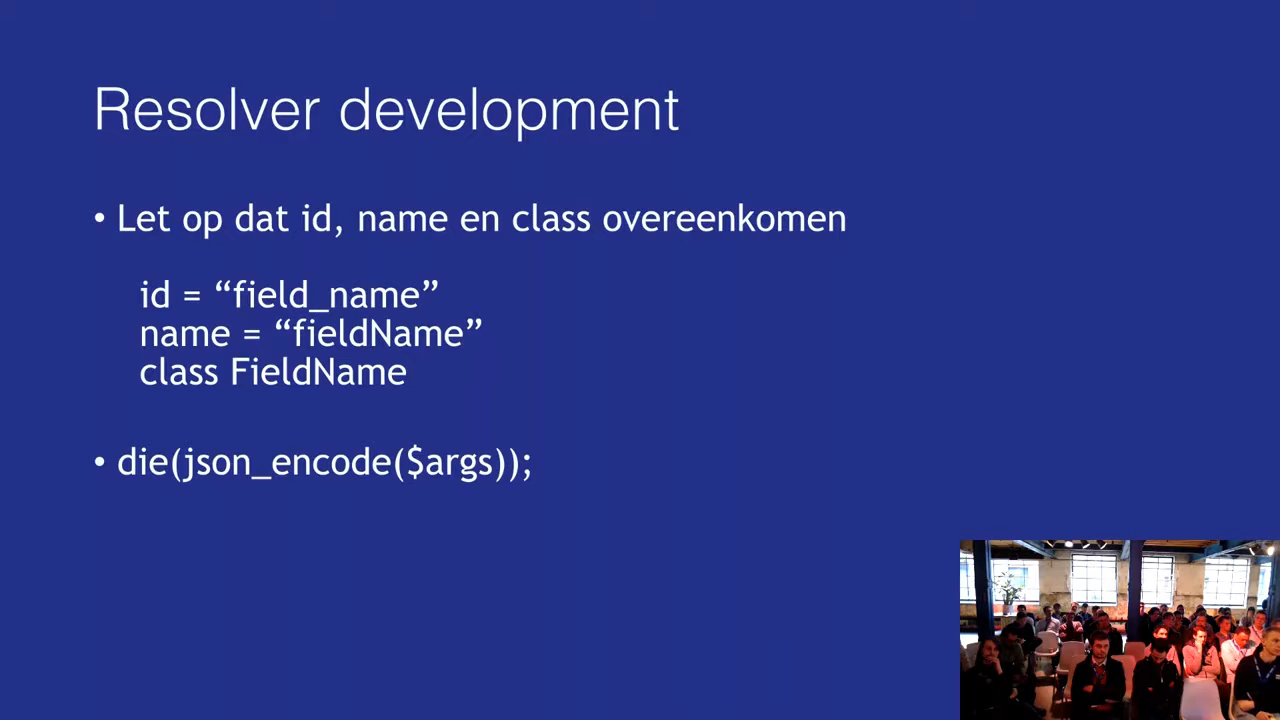 Resolver development
• Let op dat id, name en class overeenkomen
id = “field_name”
name = “fieldName”
class FieldName
• die(json_encode($args));